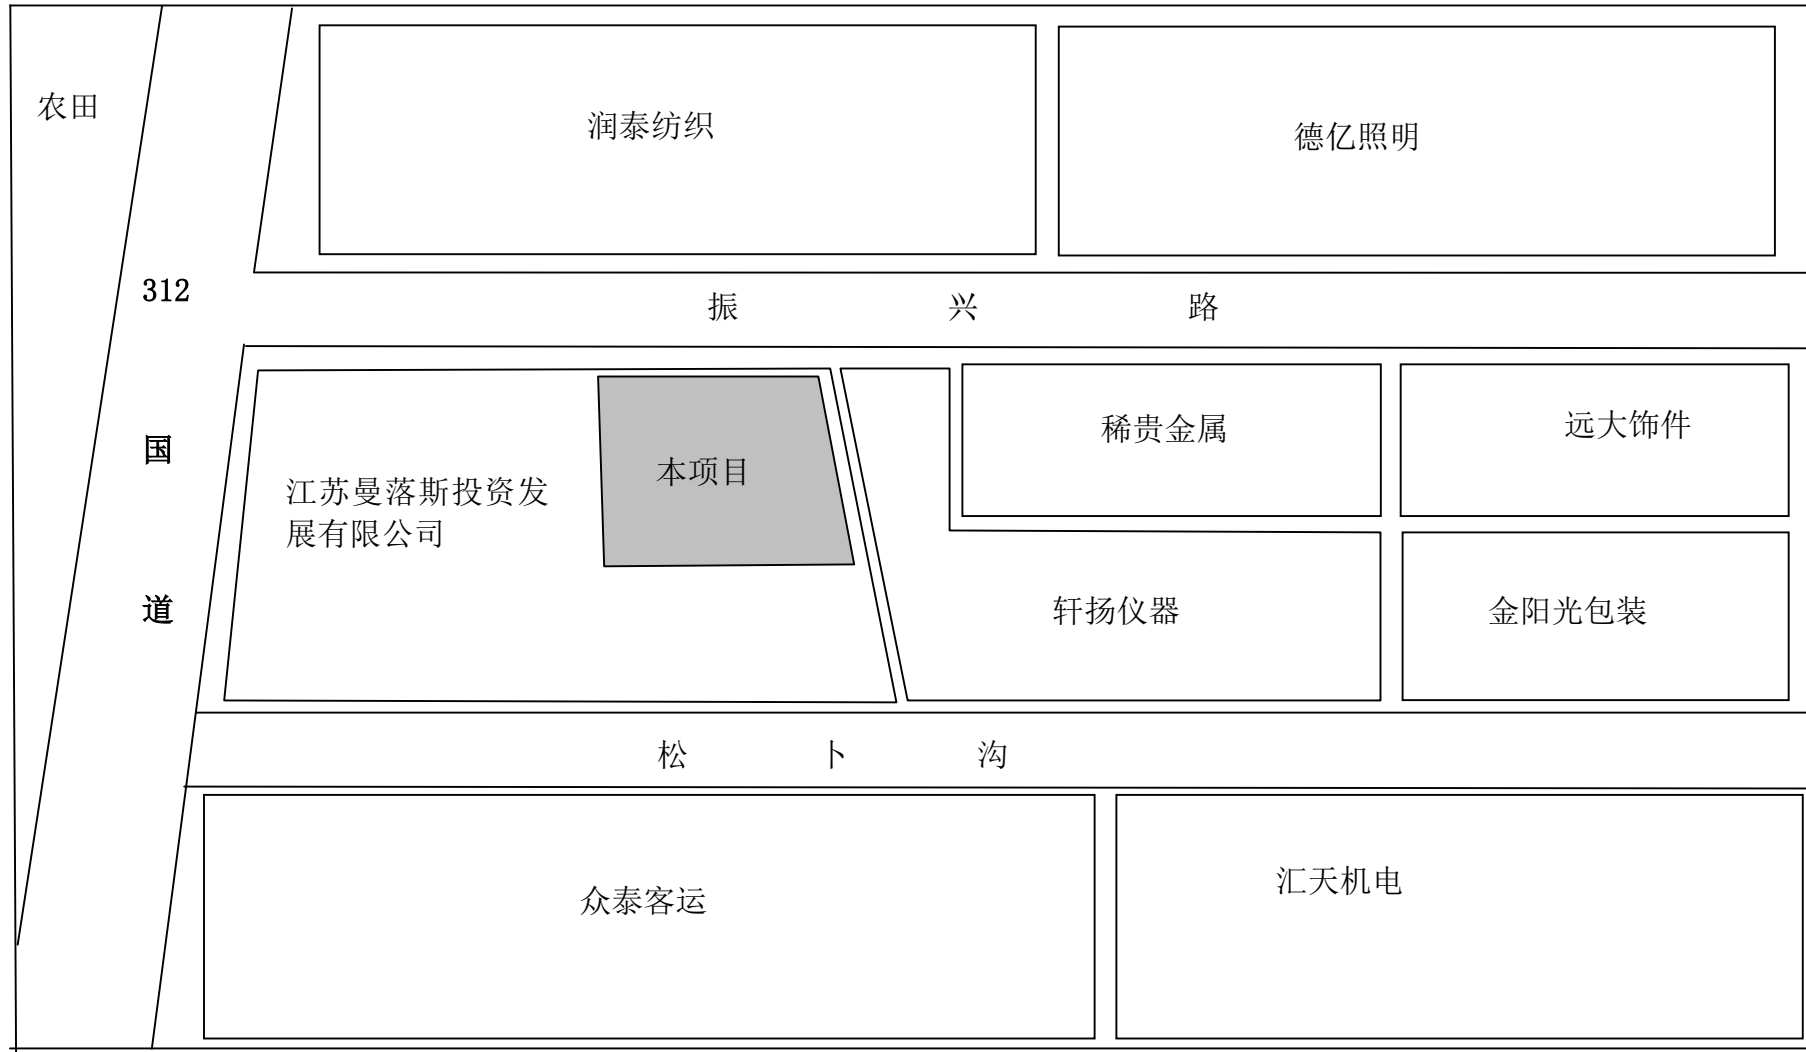 农田
润泰纺织
德亿照明
312
国
道
振 兴 路
稀贵金属
远大饰件
本项目
江苏曼落斯投资发
展有限公司
轩扬仪器
金阳光包装
松 卜 沟
众泰客运
汇天机电